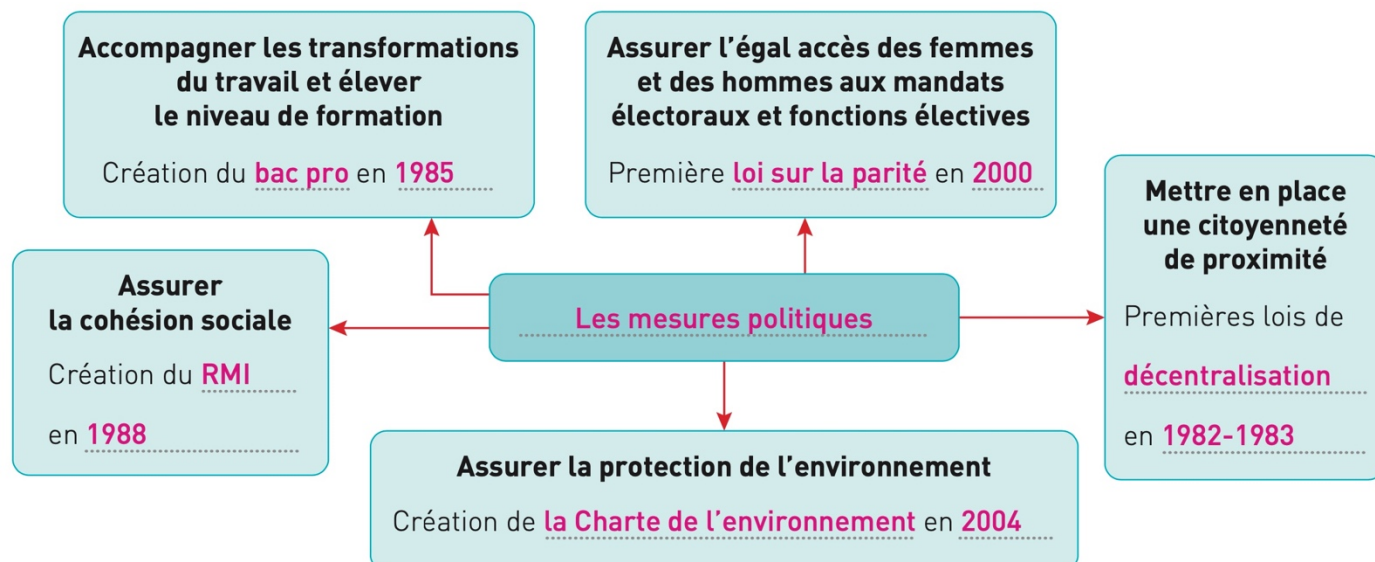 Accompagner les transformations
du travail et élever
le niveau de formation
Création du bac pro en 1985
Assurer l'égal accès des femmes
et des hommes aux mandats
électoraux et fonctions électives
Première loi sur la parité en 2000
Mettre en place
une citoyenneté
de proximité
Premières lois de
décentralisation
en 1982-1983
Assurer
la cohésion sociale
Création du RMI
en 1988
Les mesures politiques
Assurer la protection de l'environnement
Création de la Charte de l'environnement en 2004